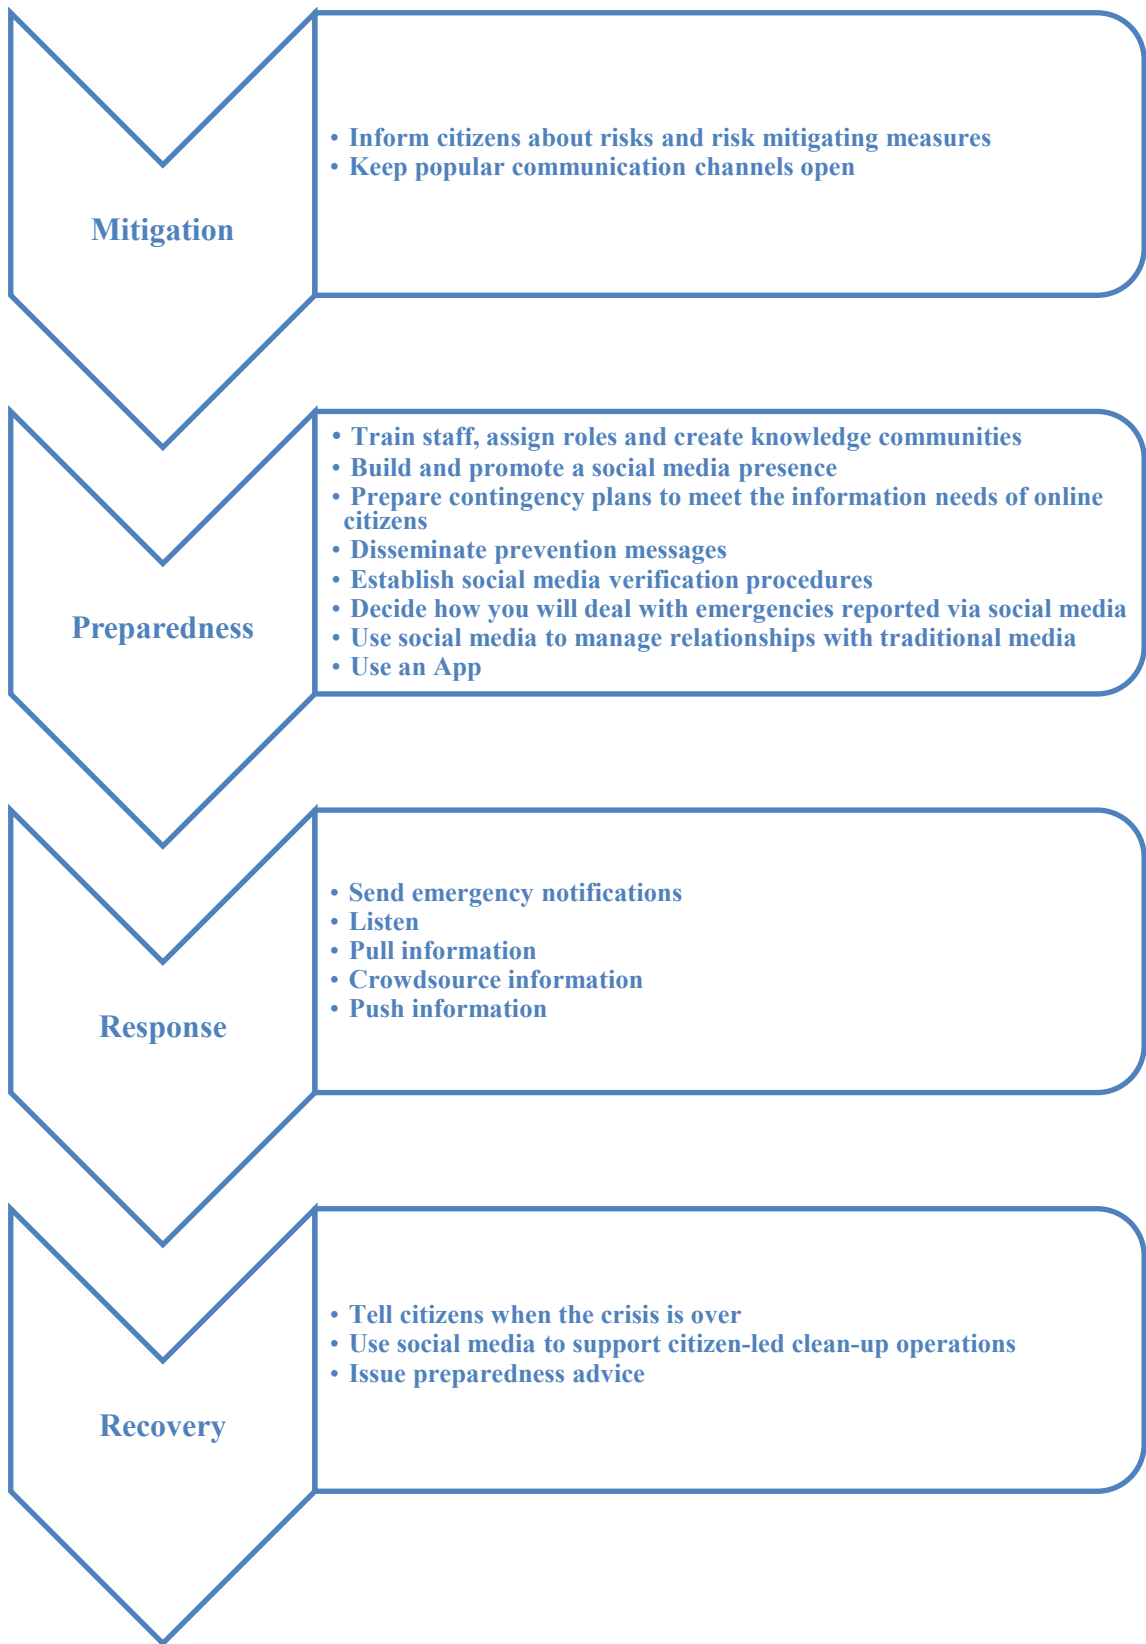 Mitigation
• Inform citizens about risks and risk mitigating measures
• Keep popular communication channels open
Preparedness
• Train staff, assign roles and create knowledge communities
• Build and promote a social media presence
• Prepare contingency plans to meet the information needs of online
citizens
• Disseminate prevention messages
• Establish social media verification procedures
• Decide how you will deal with emergencies reported via social media
• Use social media to manage relationships with traditional media
• Use an App
Response
• Send emergency notifications
• Listen
• Pull information
• Crowdsource information
• Push information
Recovery
• Tell citizens when the crisis is over
• Use social media to support citizen-led clean-up operations
• Issue preparedness advice